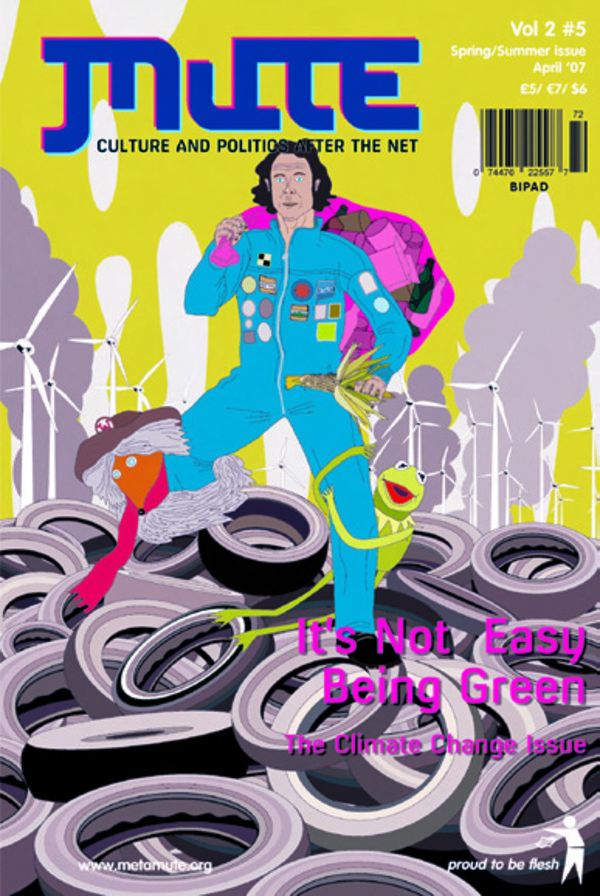 MUTE
CULTURE AND POLITICS AFTER THE NET
Vol 2 #5
Spring/Summer issue
April '07
£5/ €7/ $6
72
0 74470 22557 7
BIPAD
It's Not Easy
Being Green
The Climate Change Issue
www.metamute.org
proud to be flesh